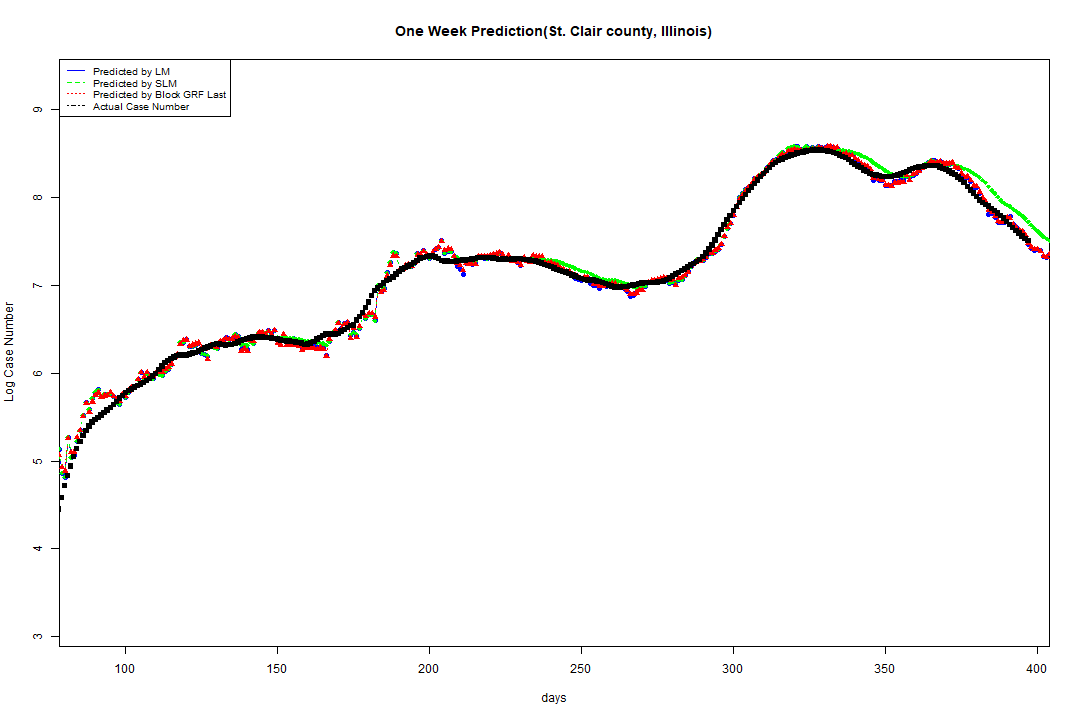 One Week Prediction(St. Clair county, Illinois)
Predicted by LM
Predicted by SLM
Predicted by Block GRF Last
Actual Case Number
9
8
7
6
5
4
3
Log Case Number
100 150 200 250 300 350 400
days